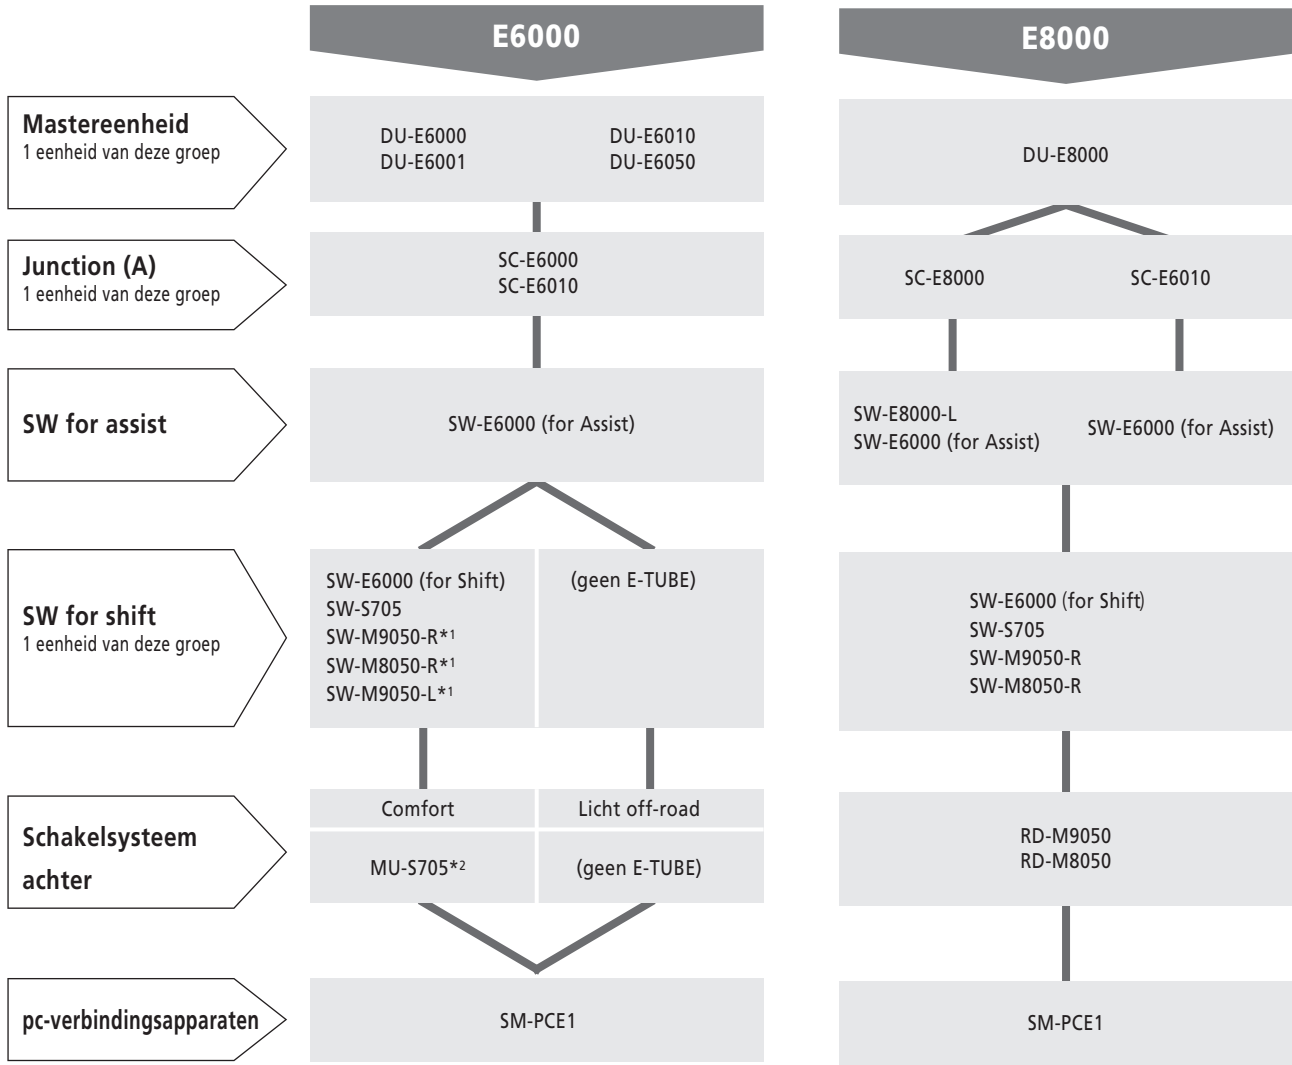 E6000
E8000
Mastereenheid
1 eenheid van deze groep
DU-E6000
DU-E6001
DU-E6010
DU-E6050
DU-E8000
Junction (A)
1 eenheid van deze groep
SC-E6000
SC-E6010
SC-E8000
SC-E6010
SW for assist
SW-E6000 (for Assist)
SW-E8000-L
SW-E6000 (for Assist)
SW-E6000 (for Assist)
SW for shift
1 eenheid van deze groep
SW-E6000 (for Shift)
SW-S705
SW-M9050-R*1
SW-M8050-R*1
SW-M9050-L*1
(geen E-TUBE)
SW-E6000 (for Shift)
SW-S705
SW-M9050-R
SW-M8050-R
Schakelsysteem
achter
Comfort
MU-S705*2
Licht off-road
(geen E-TUBE)
RD-M9050
RD-M8050
pc-verbindingsapparaten
SM-PCE1
SM-PCE1